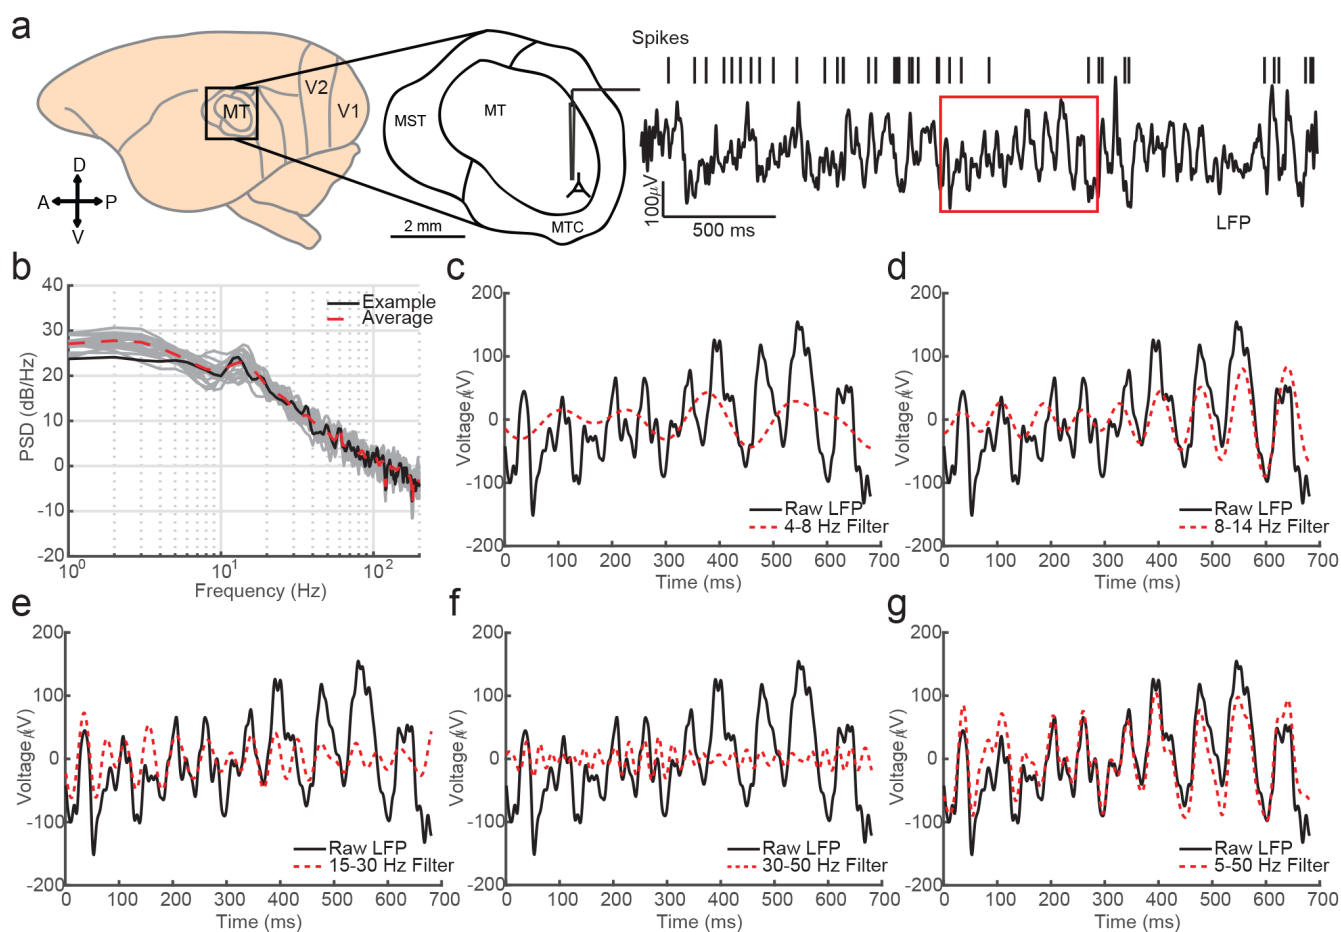 a
Spikes
MT
V2
V1
MST
MT
MTC
D
A
P
V
2 mm
100μV
500 ms
LFP
b
40
30
20
10
0
-10
-20
PSD (dB/Hz)
10⁰
10¹
10²
Frequency (Hz)
Example
Average
c
200
100
0
-100
-200
Voltage (μV)
0 100 200 300 400 500 600 700
Time (ms)
Raw LFP
4-8 Hz Filter
d
200
100
0
-100
-200
Voltage (μV)
0 100 200 300 400 500 600 700
Time (ms)
Raw LFP
8-14 Hz Filter
e
200
100
0
-100
-200
Voltage (μV)
0 100 200 300 400 500 600 700
Time (ms)
Raw LFP
15-30 Hz Filter
f
200
100
0
-100
-200
Voltage (μV)
0 100 200 300 400 500 600 700
Time (ms)
Raw LFP
30-50 Hz Filter
g
200
100
0
-100
-200
Voltage (μV)
0 100 200 300 400 500 600 700
Time (ms)
Raw LFP
5-50 Hz Filter